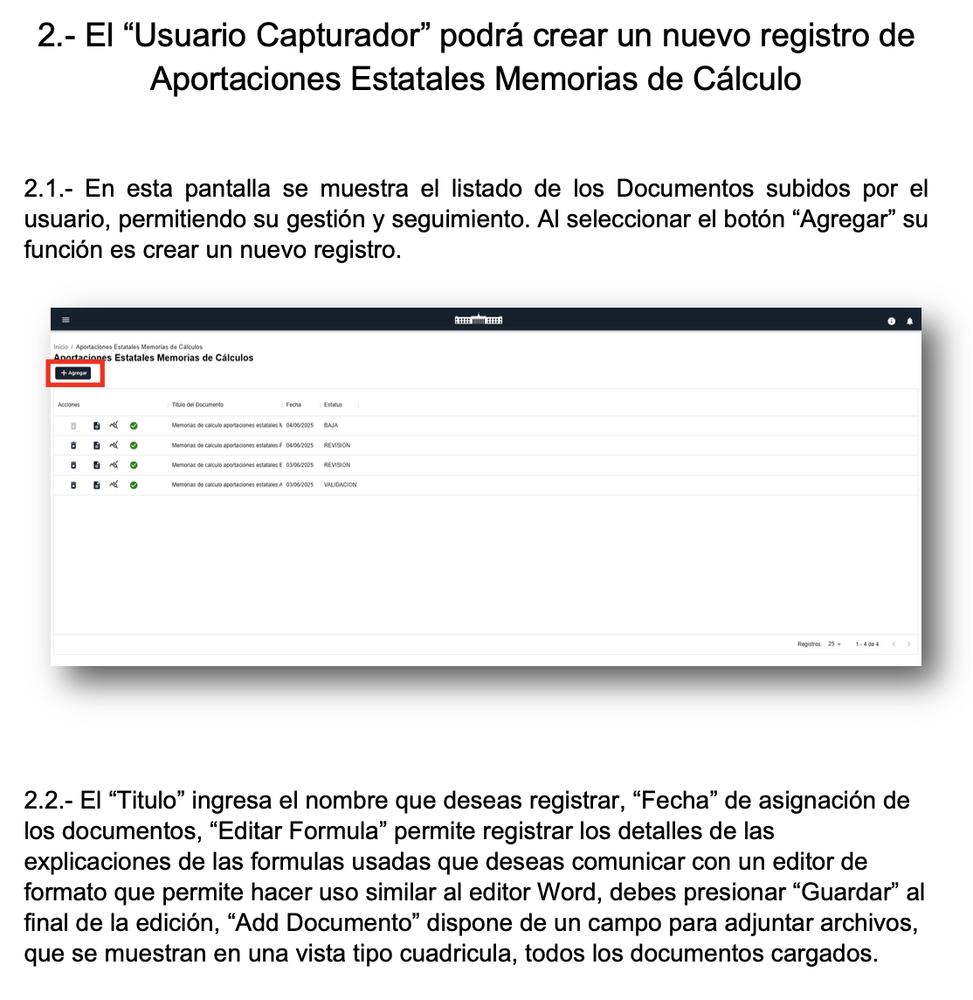 2.- El “Usuario Capturador” podrá crear un nuevo registro de
Aportaciones Estatales Memorias de Cálculo
2.1.- En esta pantalla se muestra el listado de los Documentos subidos por el
usuario, permitiendo su gestión y seguimiento. Al seleccionar el botón “Agregar” su
función es crear un nuevo registro.
Inicio / Aportaciones Estatales Memorias de Cálculos
Aportaciones Estatales Memorias de Cálculos
+ Agregar
Acciones Titulo del Documento Fecha Estatus
Memorias de calculo aportaciones estatales 04/06/2025 BAJA
Memorias de calculo aportaciones estatales F 04/06/2025 REVISION
Memorias de calculo aportaciones estatales E 03/06/2025 REVISION
Memorias de calculo aportaciones estatales A 03/06/2025 VALIDACION
Registros: 25 1 - 4 de 4
2.2.- El “Titulo” ingresa el nombre que deseas registrar, “Fecha” de asignación de
los documentos, “Editar Formula” permite registrar los detalles de las
explicaciones de las formulas usadas que deseas comunicar con un editor de
formato que permite hacer uso similar al editor Word, debes presionar “Guardar” al
final de la edición, “Add Documento” dispone de un campo para adjuntar archivos,
que se muestran en una vista tipo cuadricula, todos los documentos cargados.